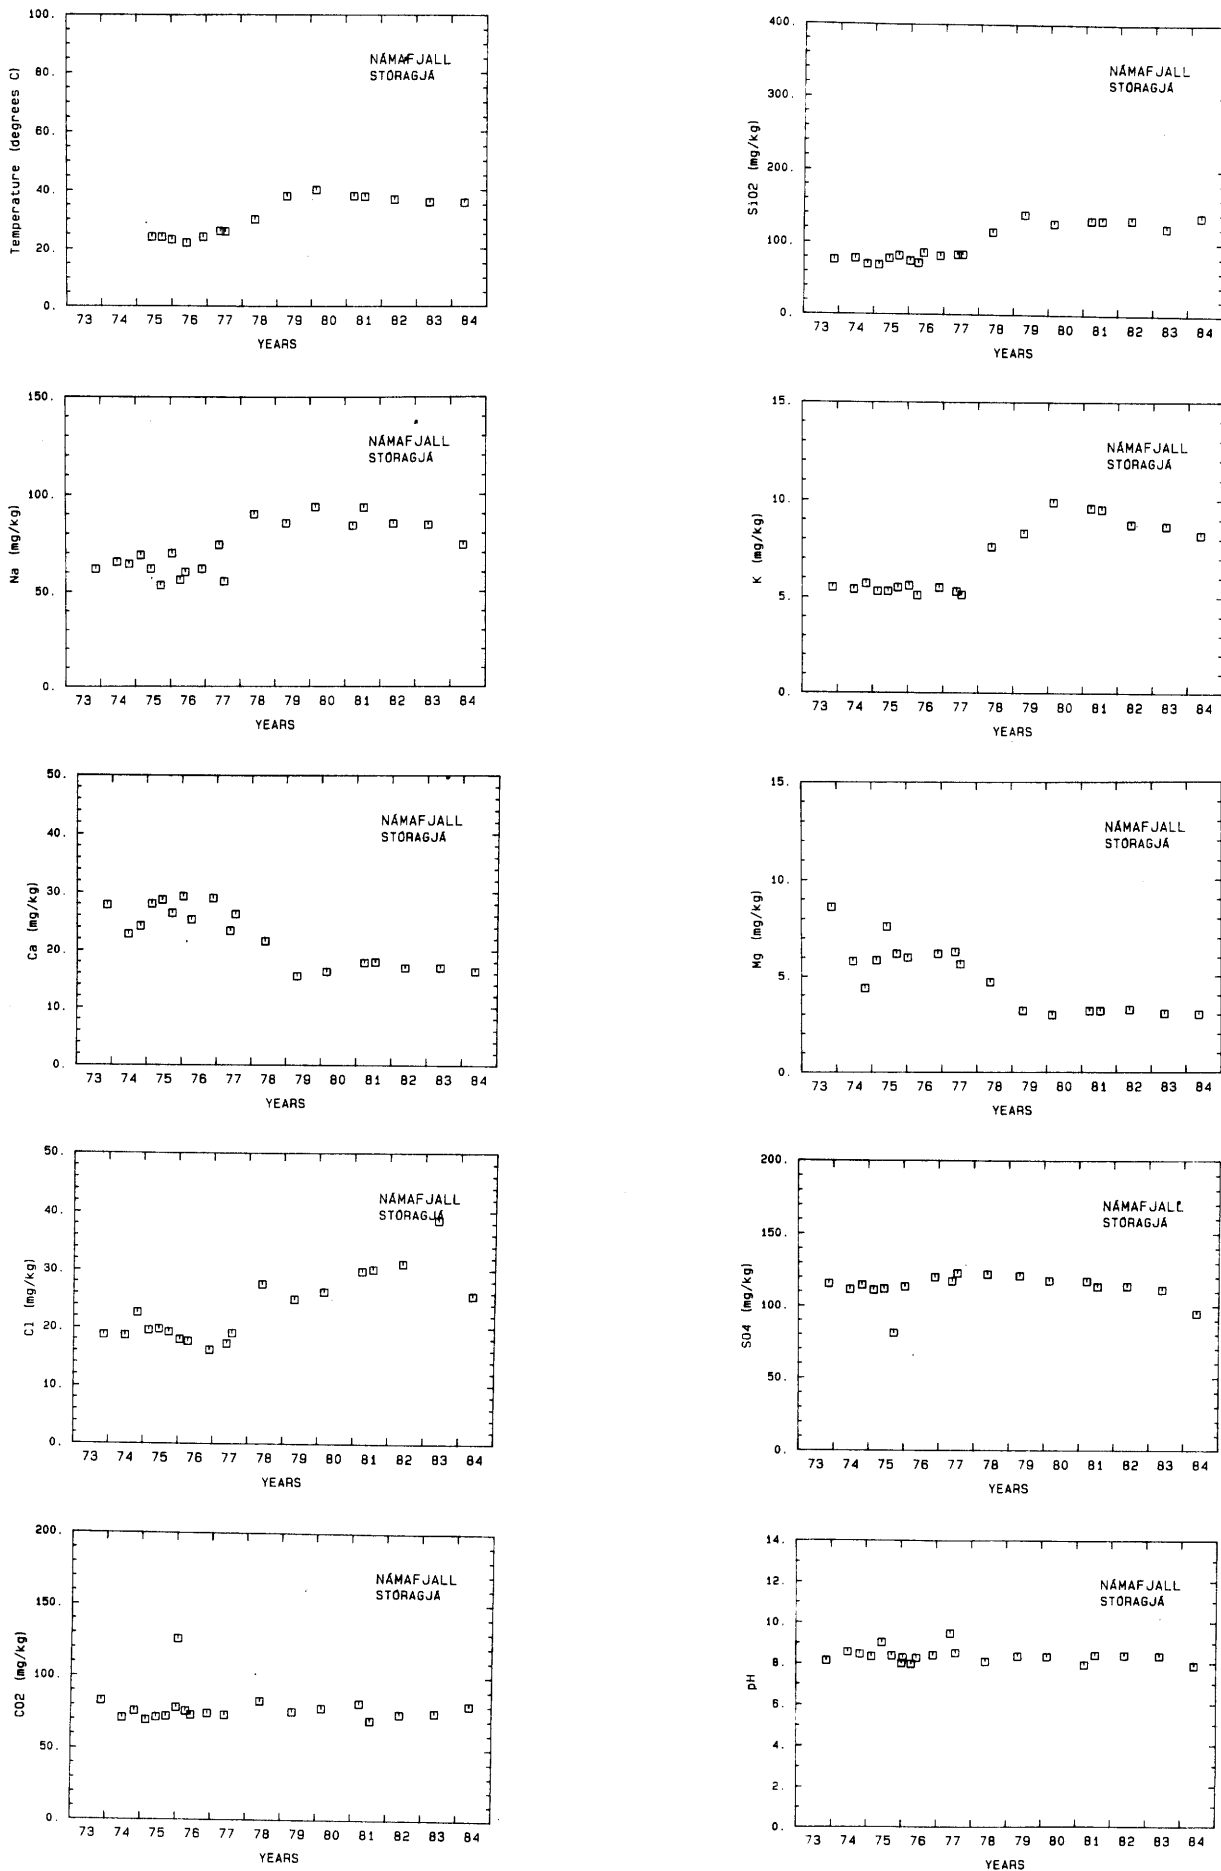 100.
80.
60.
40.
20.
0.
Temperature (degrees C)
NÁMAFJALL
STORAGJÁ
73 74 75 76 77 78 79 80 81 82 83 84
YEARS
400.
300.
200.
100.
0.
SiO2 (mg/kg)
NÁMAFJALL
STORAGJÁ
73 74 75 76 77 78 79 80 81 82 83 84
YEARS
150.
100.
50.
0.
Na (mg/kg)
NÁMAFJALL
STORAGJÁ
73 74 75 76 77 78 79 80 81 82 83 84
YEARS
15.
10.
5.
0.
K (mg/kg)
NÁMAFJALL
STORAGJÁ
73 74 75 76 77 78 79 80 81 82 83 84
YEARS
50.
40.
30.
20.
10.
0.
Ca (mg/kg)
NÁMAFJALL
STORAGJÁ
73 74 75 76 77 78 79 80 81 82 83 84
YEARS
15.
10.
5.
0.
Mg (mg/kg)
NÁMAFJALL
STORAGJÁ
73 74 75 76 77 78 79 80 81 82 83 84
YEARS
50.
40.
30.
20.
10.
0.
Cl (mg/kg)
NÁMAFJALL
STORAGJÁ
73 74 75 76 77 78 79 80 81 82 83 84
YEARS
200.
150.
100.
50.
0.
SO4 (mg/kg)
NÁMAFJALL
STORAGJÁ
73 74 75 76 77 78 79 80 81 82 83 84
YEARS
200.
150.
100.
50.
0.
CO2 (mg/kg)
NÁMAFJALL
STORAGJÁ
73 74 75 76 77 78 79 80 81 82 83 84
YEARS
14.
12.
10.
8.
6.
4.
2.
0.
pH
NÁMAFJALL
STORAGJÁ
73 74 75 76 77 78 79 80 81 82 83 84
YEARS